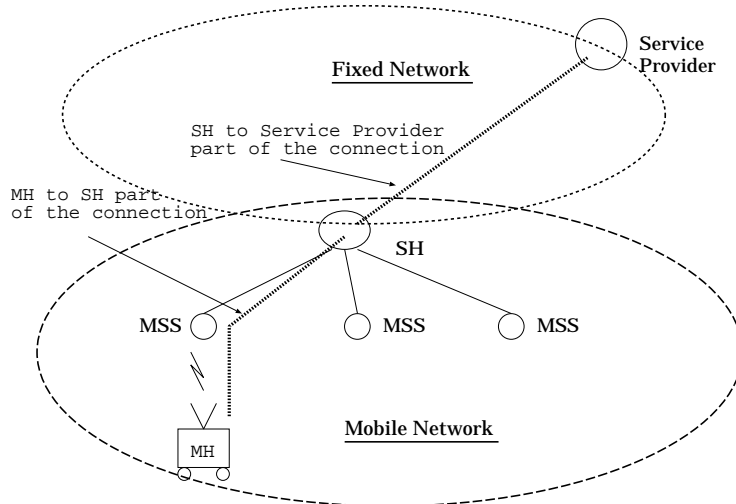 Service
Provider
Fixed Network
SH to Service Provider
part of the connection
MH to SH part
of the connection
SH
MSS
MSS
MSS
MH
Mobile Network